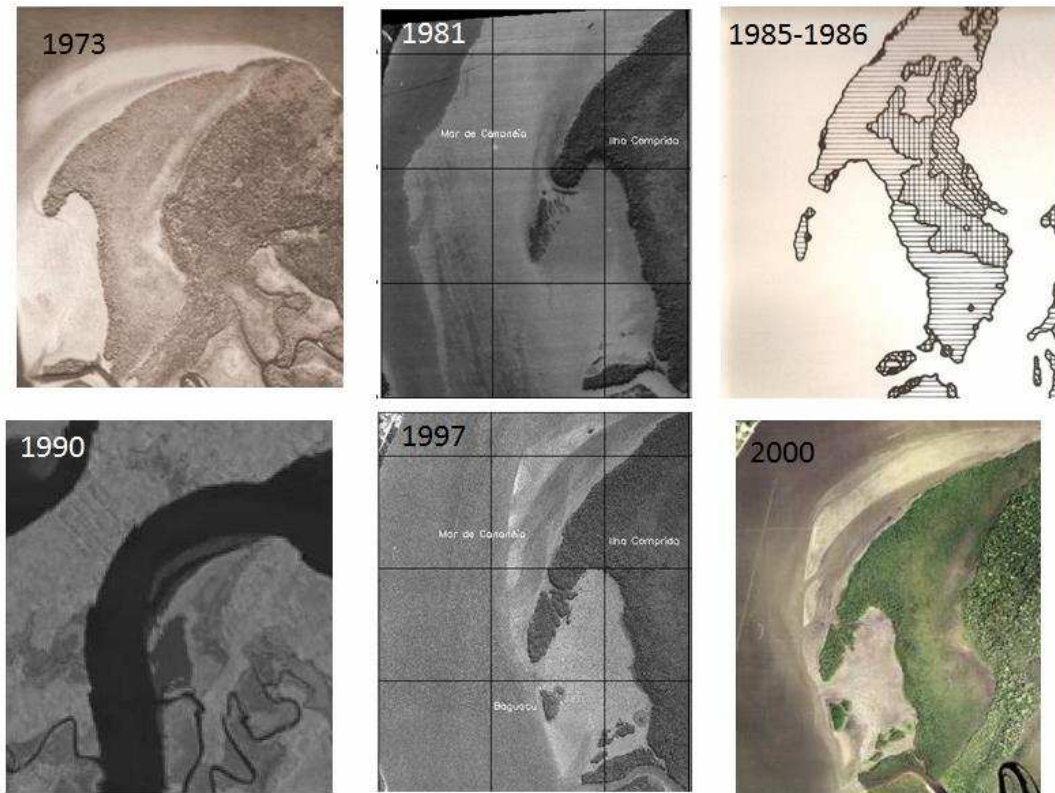 1973
1981
1985-1986
Mar de Cananéia
Ilha Comprida
1990
1997
2000
Mar de Cananéia
Ilha Comprida
Baguaçu